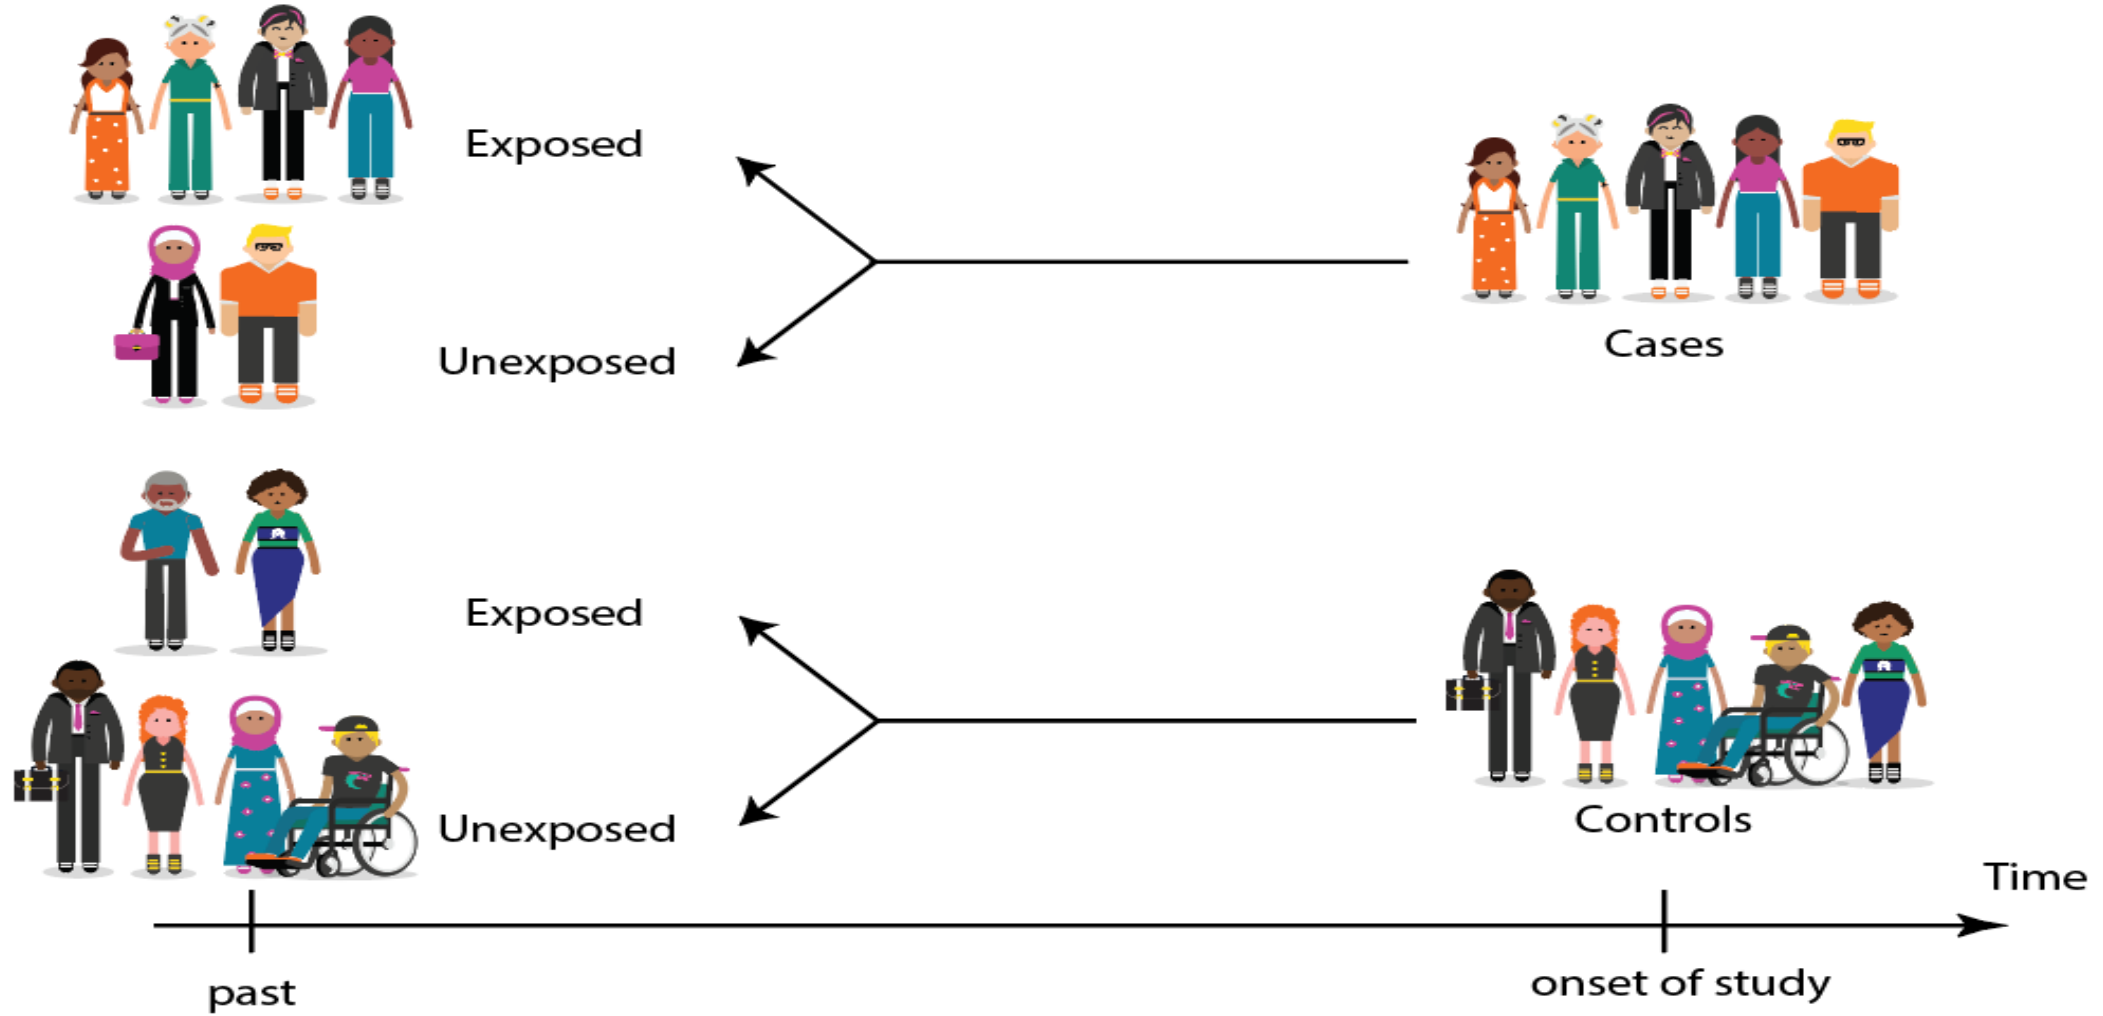 Exposed
Unexposed
Cases
Exposed
Unexposed
Controls
Time
past
onset of study